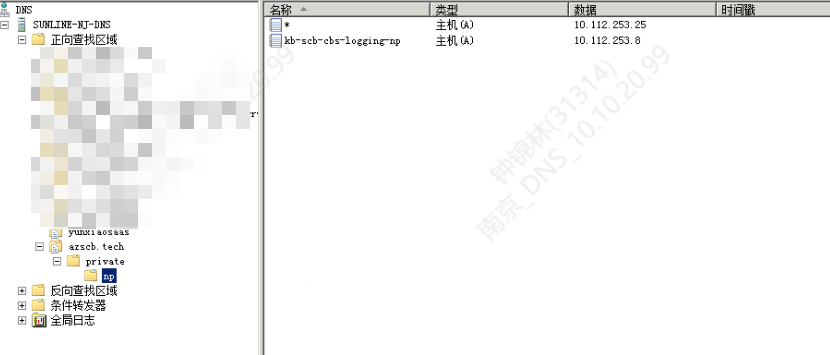 DNS
SUNLINE-NJ-DNS
正向查找区域
yunxiaosaas
azscb.tech
private
np
反向查找区域
条件转发器
全局日志
名称 类型 数据 时间戳
* 主机(A) 10.112.253.25
kb-scb-cbs-logging-np 主机(A) 10.112.253.8
钟锦林(31314)
南京_DNS_10.10.20.99
20.99